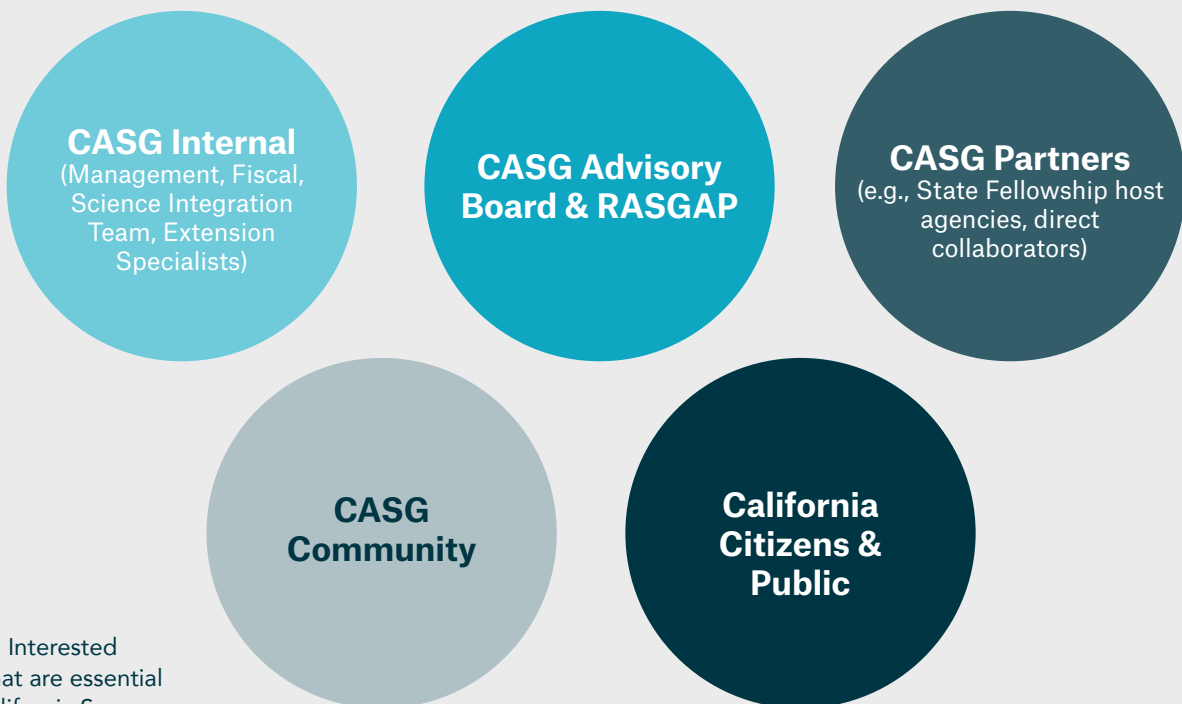 CASG Internal
(Management, Fiscal,
Science Integration
Team, Extension
Specialists)
CASG Advisory
Board & RASGAP
CASG Partners
(e.g., State Fellowship host
agencies, direct
collaborators)
CASG
Community
California
Citizens &
Public
Interested
are essential